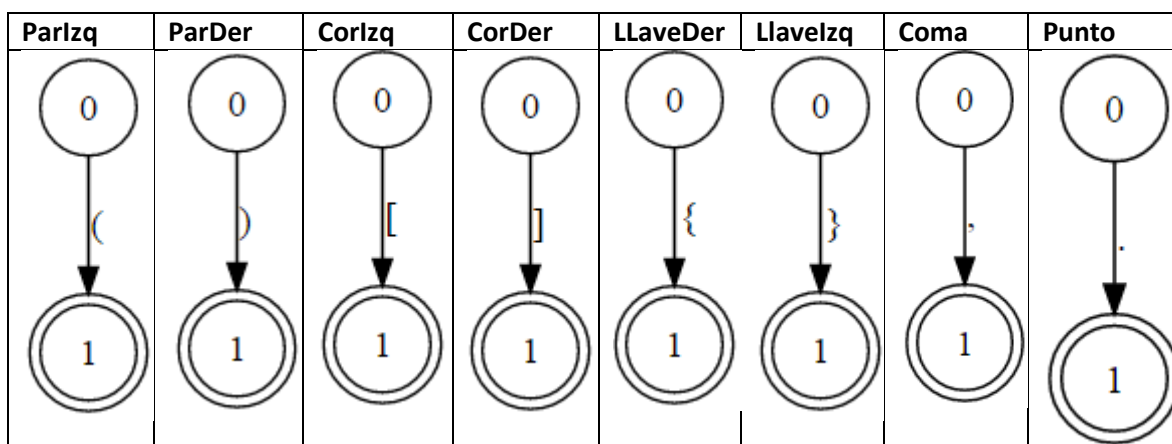 ParIzq ParDer CorIzq CorDer LLaveDer LlaveIzq Coma Punto
0 0 0 0 0 0 0 0
( ) [ ] { } , .
1 1 1 1 1 1 1 1